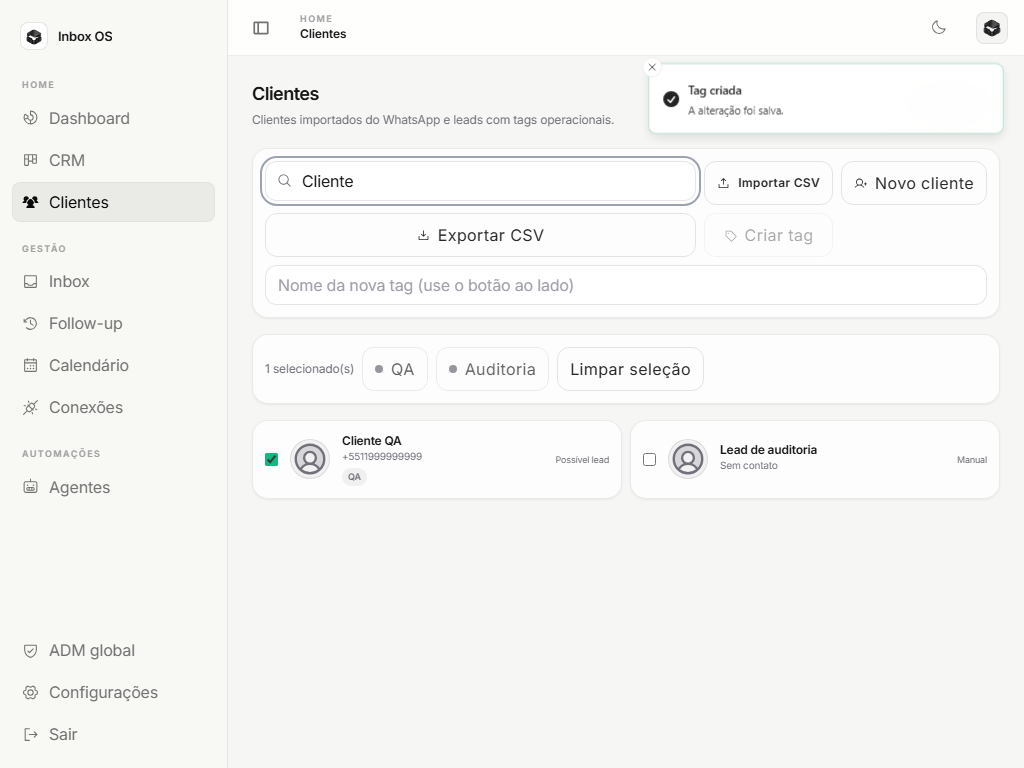 Inbox OS
HOME
Dashboard
CRM
Clientes
GESTÃO
Inbox
Follow-up
Calendário
Conexões
AUTOMAÇÕES
Agentes
ADM global
Configurações
Sair
HOME
Clientes
Clientes
Clientes importados do WhatsApp e leads com tags operacionais.
Tag criada
A alteração foi salva.
Cliente
Importar CSV
Novo cliente
Exportar CSV
Criar tag
Nome da nova tag (use o botão ao lado)
1 selecionado(s)
QA
Auditoria
Limpar seleção
Cliente QA
+5511999999999
QA
Possível lead
Lead de auditoria
Sem contato
Manual